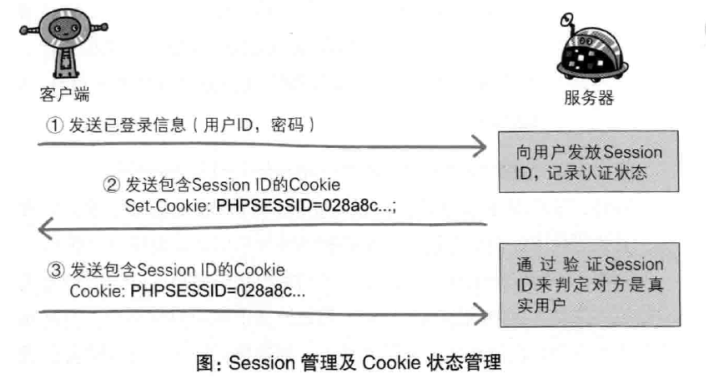 客户端
服务器
① 发送已登录信息（用户ID，密码）
向用户发放Session
ID，记录认证状态
② 发送包含Session ID的Cookie
Set-Cookie: PHPSESSID=028a8c...;
③ 发送包含Session ID的Cookie
Cookie: PHPSESSID=028a8c...
通过验证Session
ID来判定对方是真
实用户
图：Session 管理及 Cookie 状态管理